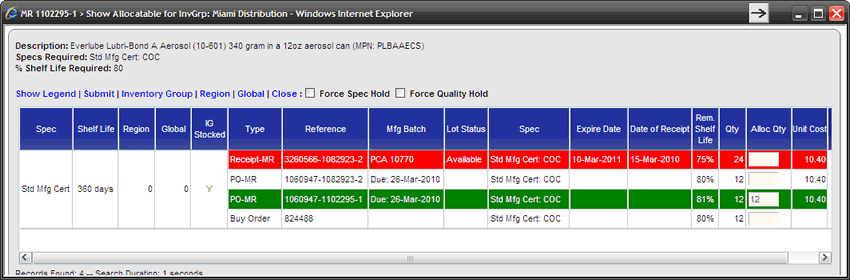 MR 1102295-1 > Show Allocatable for InvGrp: Miami Distribution - Windows Internet Explorer
Description: Everlube Lubri-Bond A Aerosol (10-601) 340 gram in a 12oz aerosol can (MPN: PLBAAECS)
Specs Required: Std Mfg Cert: COC
% Shelf Life Required: 80
Show Legend | Submit | Inventory Group | Region | Global | Close : Force Spec Hold Force Quality Hold
Spec Shelf Life Region Global IG Stocked Type Reference Mfg Batch Lot Status Spec Expire Date Date of Receipt Rem. Shelf Life Qty Alloc Qty Unit Cost
Receipt-MR 3260566-1082923-2 PCA 10770 Available Std Mfg Cert: COC 10-Mar-2011 15-Mar-2010 75% 24 10.40
PO-MR 1060947-1082923-2 Due: 26-Mar-2010 Std Mfg Cert: COC 80% 12 10.40
Std Mfg Cert 360 days 0 0 Y
PO-MR 1060947-1102295-1 Due: 26-Mar-2010 Std Mfg Cert: COC 81% 12 12 10.40
Buy Order 824488 Std Mfg Cert: COC 80% 12
Records Found: 4 -- Search Duration: 1 seconds